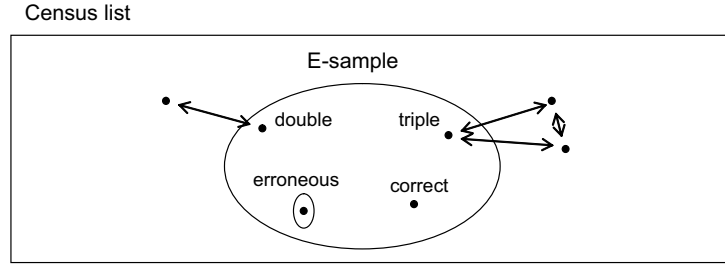 Census list
E-sample
double
triple
erroneous
correct